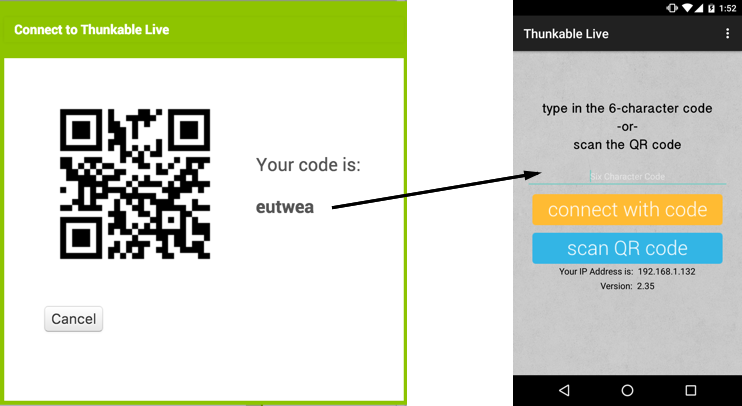 Connect to Thunkable Live
Your code is:
eutwea
Cancel
1:52
Thunkable Live
type in the 6-character code
-or-
scan the QR code
Six Character Code
connect with code
scan QR code
Your IP Address is: 192.168.1.132
Version: 2.35